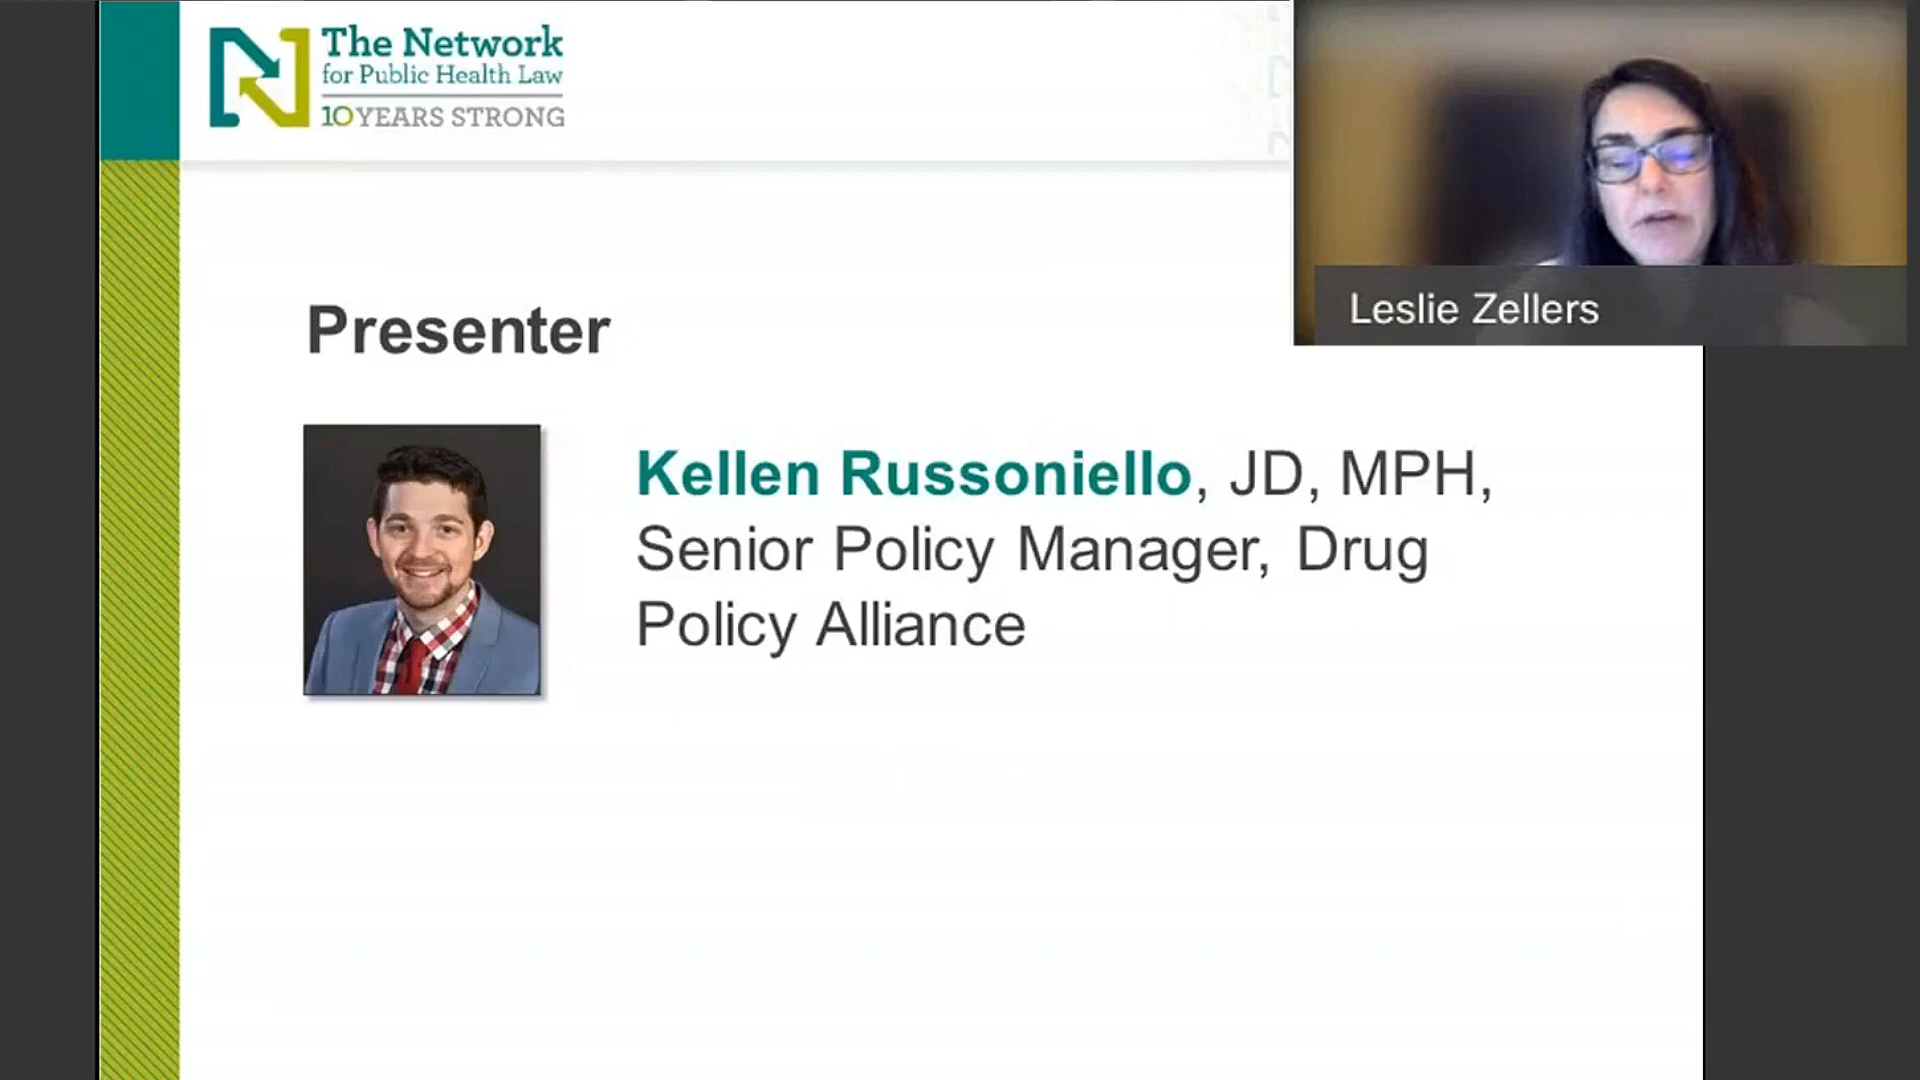 The Network
for Public Health Law
10 YEARS STRONG
Leslie Zellers
Presenter
Kellen Russoniello, JD, MPH,
Senior Policy Manager, Drug
Policy Alliance